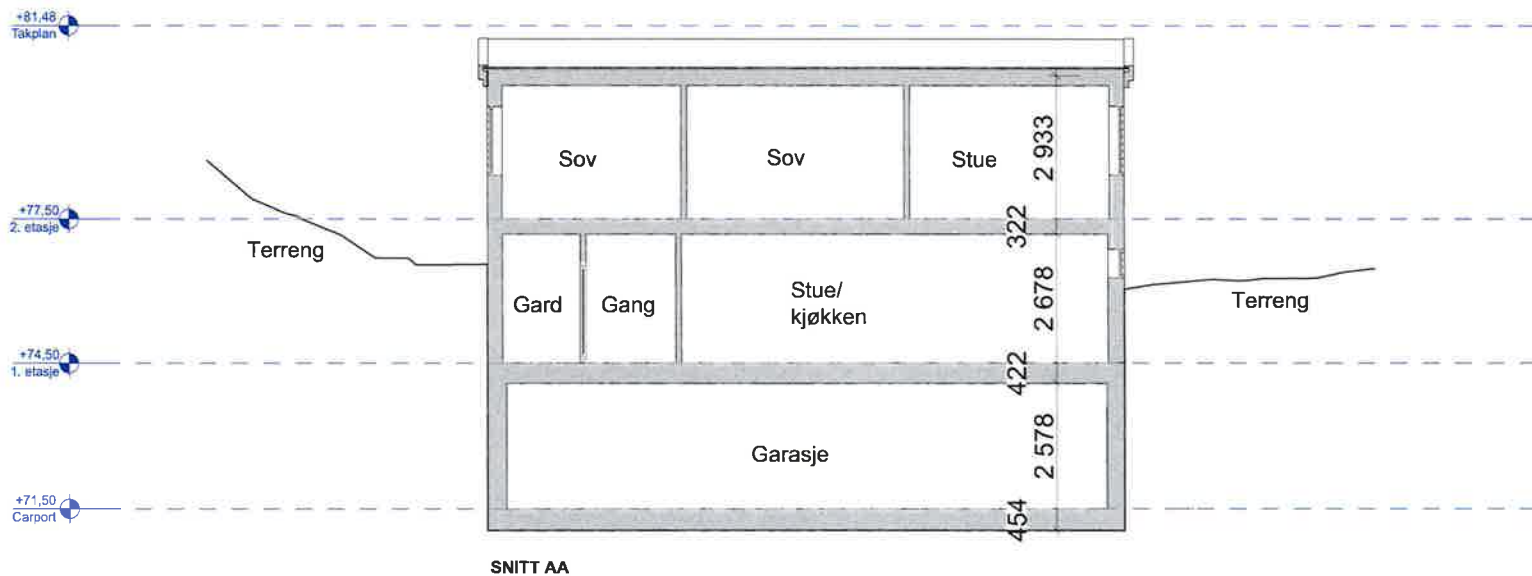 +81,48
Takplan
Sov
Sov
Stue
2 933
+77,50
2. etasje
322
Terreng
Gard
Gang
Stue/
kjøkken
2 678
Terreng
+74,50
1. etasje
422
Garasje
2 578
+71,50
Carport
454
SNITT AA